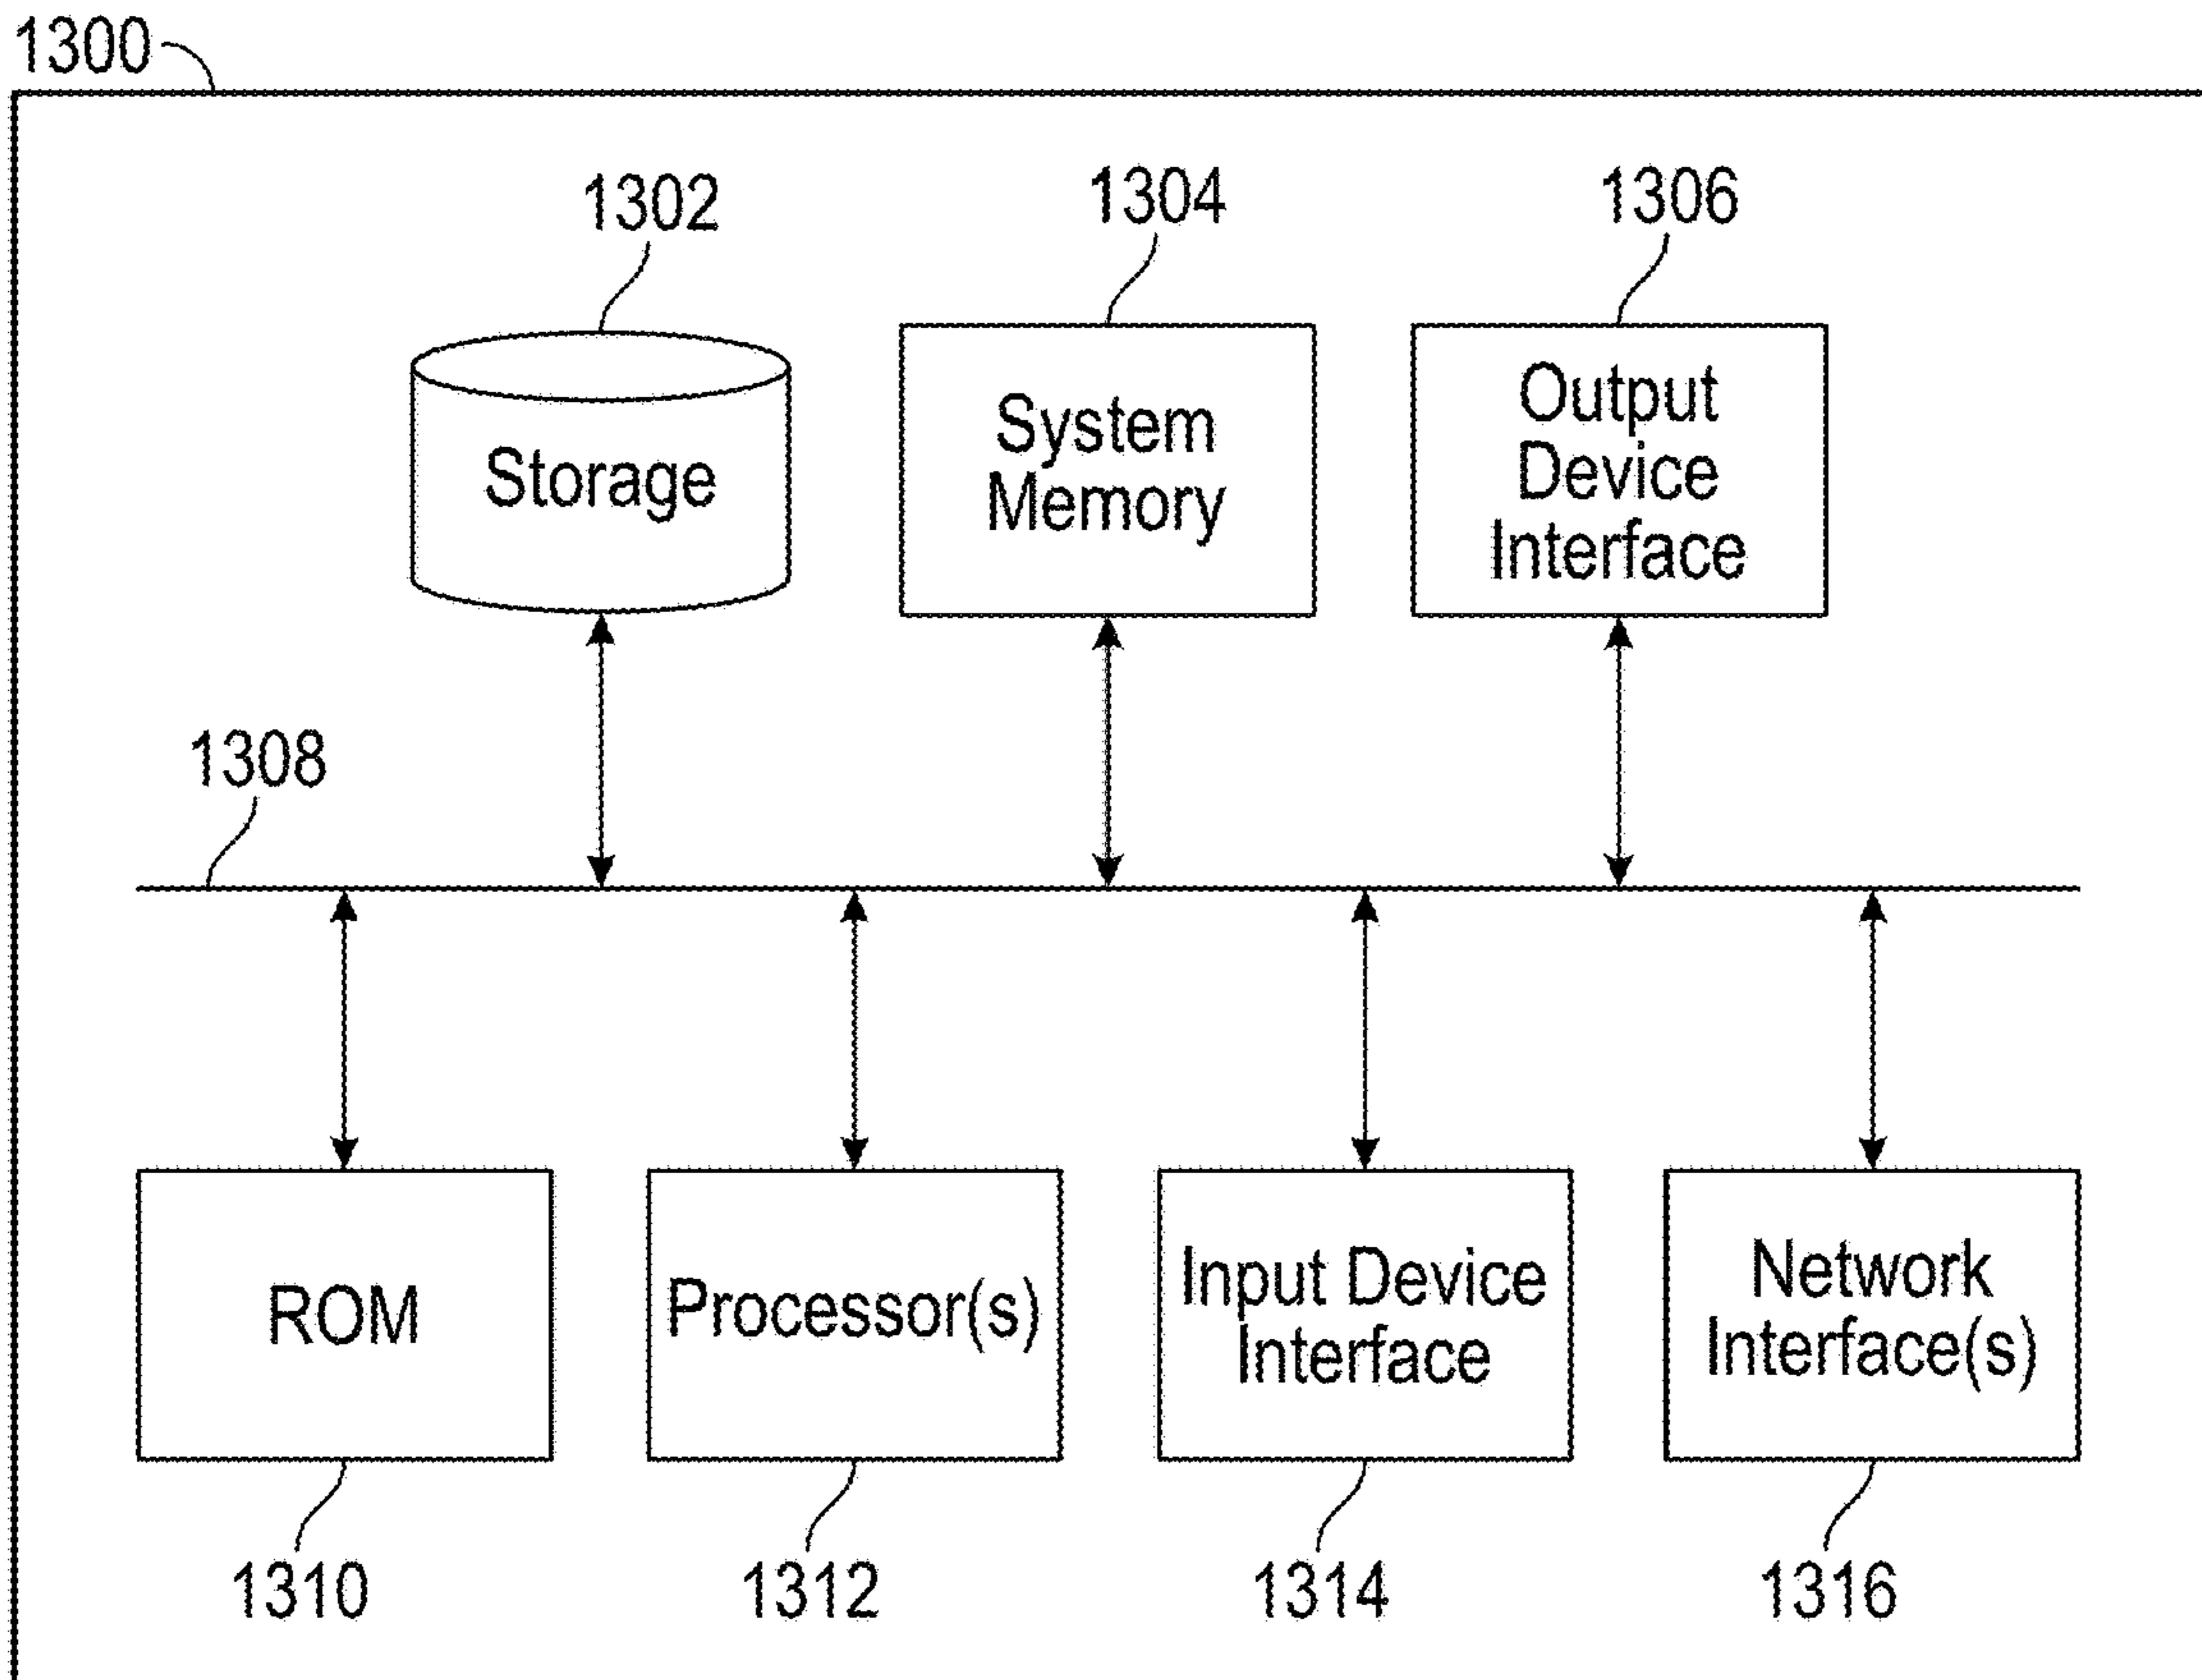 1300
1302
1304
1306
Storage
System
Memory
Output
Device
Interface
1308
ROM
Processor(s)
Input Device
Interface
Network
Interface(s)
1310
1312
1314
1316